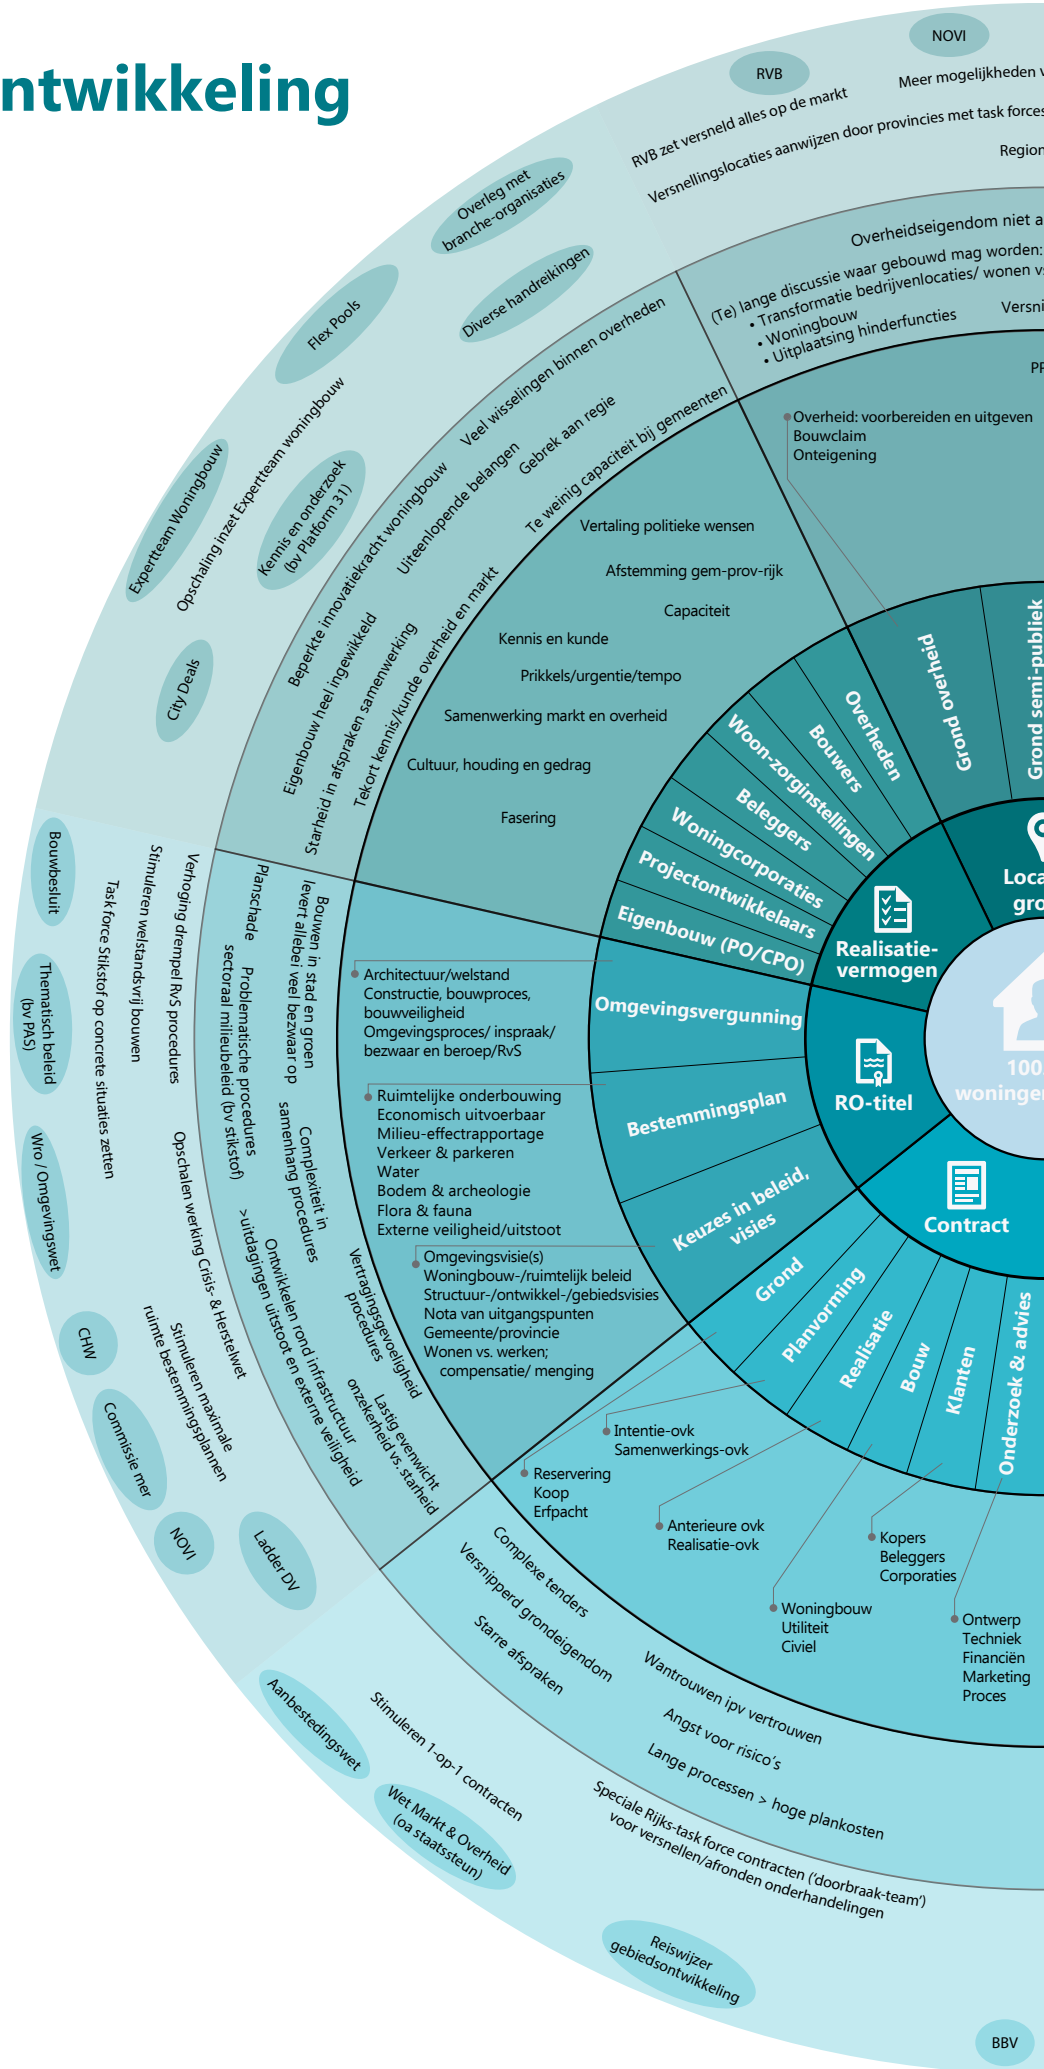 ntwikkeling
NOVI
RVB
Meer mogelijkheden v
RVB zet versneld alles op de markt
Versnellingslocaties aanwijzen door provincies met task forces
Region
Overleg met
branche-organisaties
Diverse handreikingen
Flex Pools
Opschaling inzet Expertteam woningbouw
Expertteam Woningbouw
Kennis en onderzoek
(bv Platform 31)
City Deals
Overheidseigendom niet a
(Te) lange discussie waar gebouwd mag worden:
• Transformatie bedrijvenlocaties/ wonen vs
• Woningbouw
• Uitplaatsing hinderfuncties
Versni
PP
Veel wisselingen binnen overheden
Gebrek aan regie
Te weinig capaciteit bij gemeenten
Uiteenlopende belangen
Beperkte innovatiekracht woningbouw
Eigenbouw heel ingewikkeld
Starheid in afspraken samenwerking
Tekort kennis/kunde overheid en markt
Overheid: voorbereiden en uitgeven
Bouwclaim
Onteigening
Vertaling politieke wensen
Afstemming gem-prov-rijk
Capaciteit
Kennis en kunde
Prikkels/urgentie/tempo
Samenwerking markt en overheid
Cultuur, houding en gedrag
Fasering
Grond overheid
Grond semi-publiek
Overheden
Bouwers
Woon-zorginstellingen
Beleggers
Woningcorporaties
Projectontwikkelaars
Eigenbouw (PO/CPO)
Loca
gro
Realisatie-
vermogen
100.
woningen
RO-titel
Contract
Omgevingsvergunning
Bestemmingsplan
Keuzes in beleid,
visies
Architectuur/welstand
Constructie, bouwproces,
bouwveiligheid
Omgevingsproces/ inspraak/
bezwaar en beroep/RvS
Ruimtelijke onderbouwing
Economisch uitvoerbaar
Milieu-effectrapportage
Verkeer & parkeren
Water
Bodem & archeologie
Flora & fauna
Externe veiligheid/uitstoot
Omgevingsvisie(s)
Woningbouw-/ruimtelijk beleid
Structuur-/ontwikkel-/gebiedsvisies
Nota van uitgangspunten
Gemeente/provincie
Wonen vs. werken;
compensatie/ menging
Bouwen in stad en groen
levert allebei veel bezwaar op
Planschade
Problematische procedures
sectoraal milieubeleid (bv stikstof)
Complexiteit in
samenhang procedures
Vertragingsgevoeligheid
procedures
Ontwikkelen rond infrastructuur
>uitdagingen uitstoot en externe veiligheid
Lastig evenwicht
onzekerheid vs. starheid
Bouwbesluit
Thematisch beleid
(bv PAS)
Wro / Omgevingswet
CHW
Commissie mer
NOVI
Ladder DV
Verhoging drempel RvS procedures
Stimuleren welstandsvrij bouwen
Task force Stikstof op concrete situaties zetten
Opschalen werking Crisis- & Herstelwet
Stimuleren maximale
ruimte bestemmingsplannen
Grond
Planvorming
Realisatie
Bouw
Klanten
Onderzoek & advies
Intentie-ovk
Samenwerkings-ovk
Reservering
Koop
Erfpacht
Anterieure ovk
Realisatie-ovk
Kopers
Beleggers
Corporaties
Woningbouw
Utiliteit
Civiel
Ontwerp
Techniek
Financiën
Marketing
Proces
Complexe tenders
Versnipperd grondeigendom
Starre afspraken
Wantrouwen ipv vertrouwen
Angst voor risico's
Lange processen > hoge plankosten
Aanbestedingswet
Stimuleren 1-op-1 contracten
Wet Markt & Overheid
(oa staatssteun)
Speciale Rijks-task force contracten ('doorbraak-team')
voor versnellen/afronden onderhandelingen
Reiswijzer
gebiedsontwikkeling
BBV